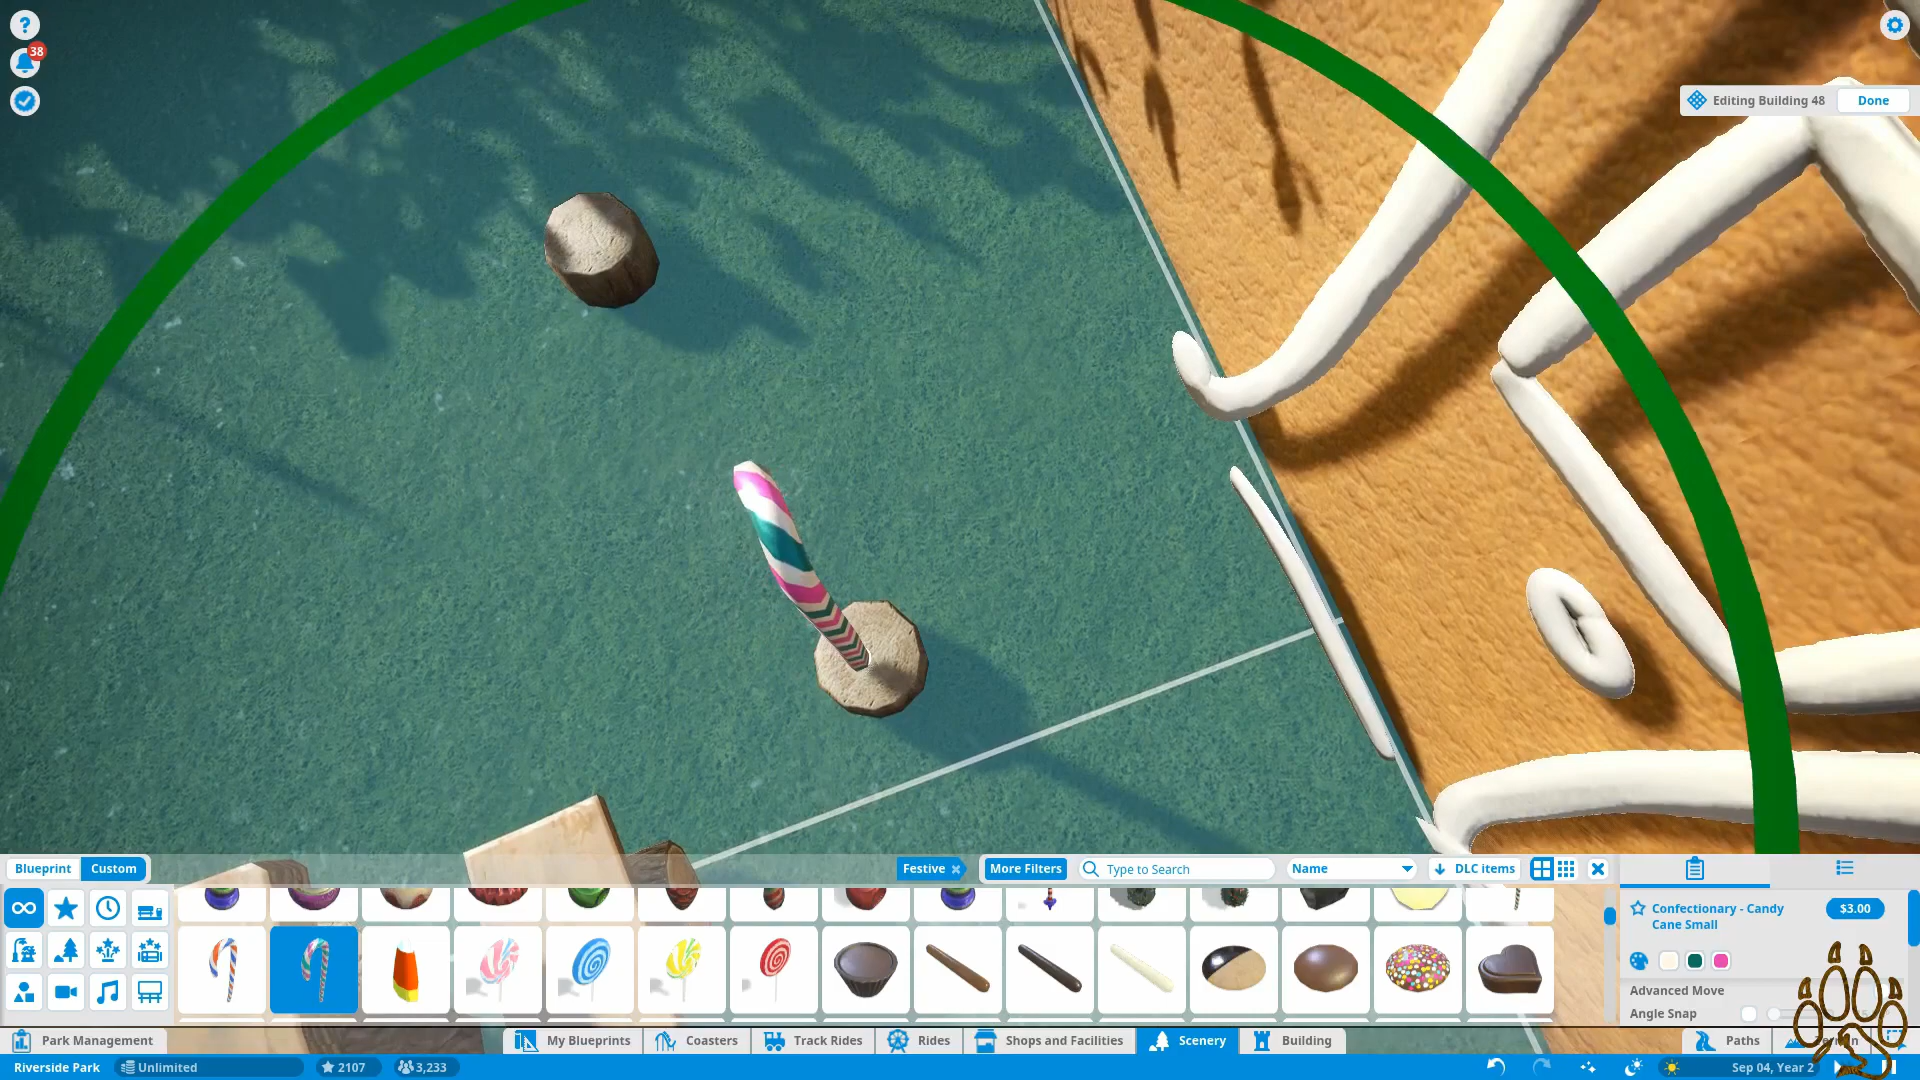 ?
38
Editing Building 48
Done
Blueprint
Custom
Festive
More Filters
Type to Search
Name
DLC items
Confectionary - Candy
Cane Small
$3.00
Advanced Move
Angle Snap
Park Management
My Blueprints
Coasters
Track Rides
Rides
Shops and Facilities
Scenery
Building
Paths
Riverside Park
Unlimited
2107
3,233
Sep 04, Year 2